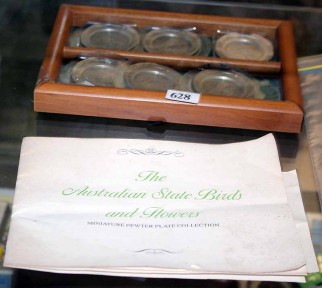 628
The
Australian State Birds
and Flowers
MINIATURE PEWTER PLATE COLLECTION